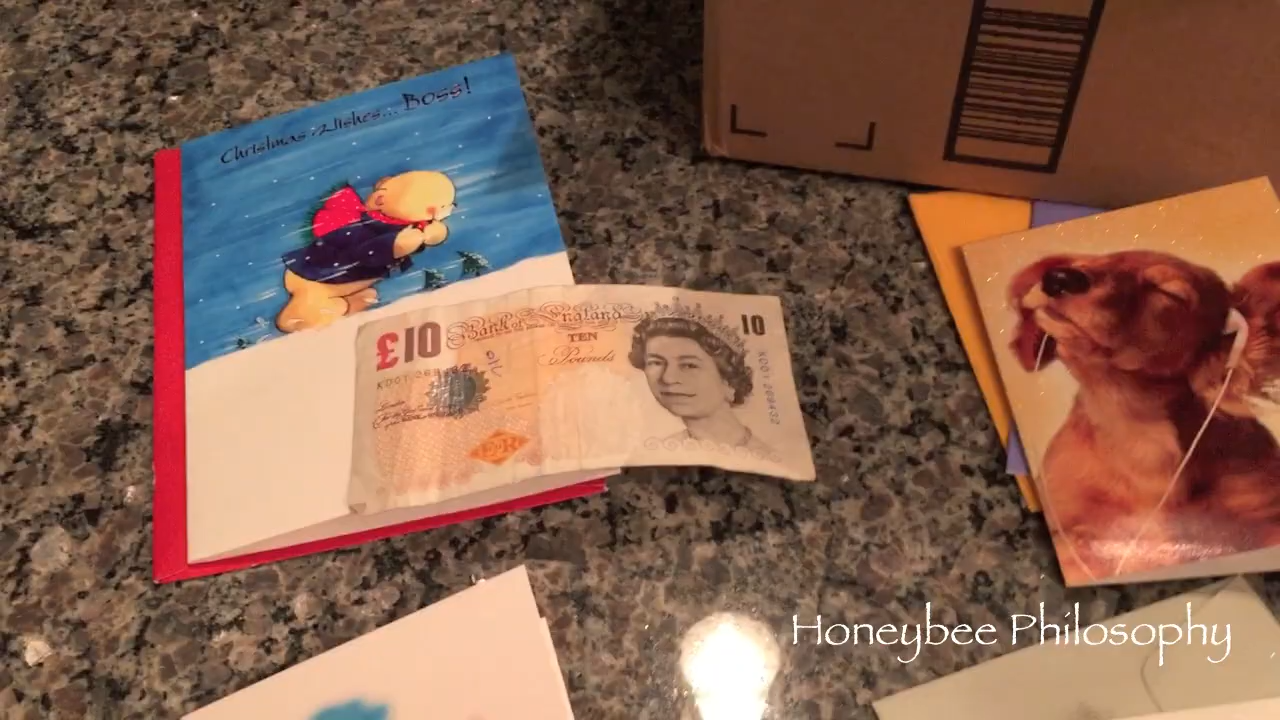 Christmas Wishes... Boss!
£10
Bank of England
TEN
Pounds
10
Honeybee Philosophy